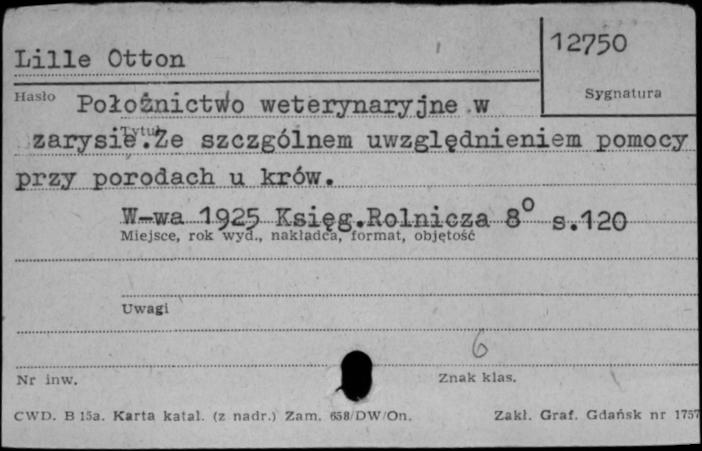 Lille Otton
12750
Hasło
Sygnatura
Położnictwo weterynaryjne w
Tytuł
zarysie.Ze szczgólnem uwzględnieniem pomocy
przy porodach u krów.
W-wa 1925 Księg.Rolnicza 8° s.120
Miejsce, rok wyd., nakładca, format, objętość
Uwagi
6
Nr inw.
Znak klas.
CWD. B 15a. Karta katal. (z nadr.) Zam. 658/DW/On.
Zakł. Graf. Gdańsk nr 1757